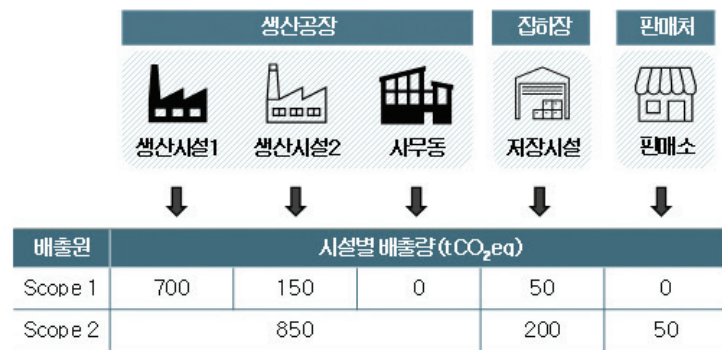 생산공장 집하장 판매처
생산시설1 생산시설2 사무동 저장시설 판매소
배출원 시설별 배출량(tCO₂eq)
Scope 1 700 150 0 50 0
Scope 2 850 200 50